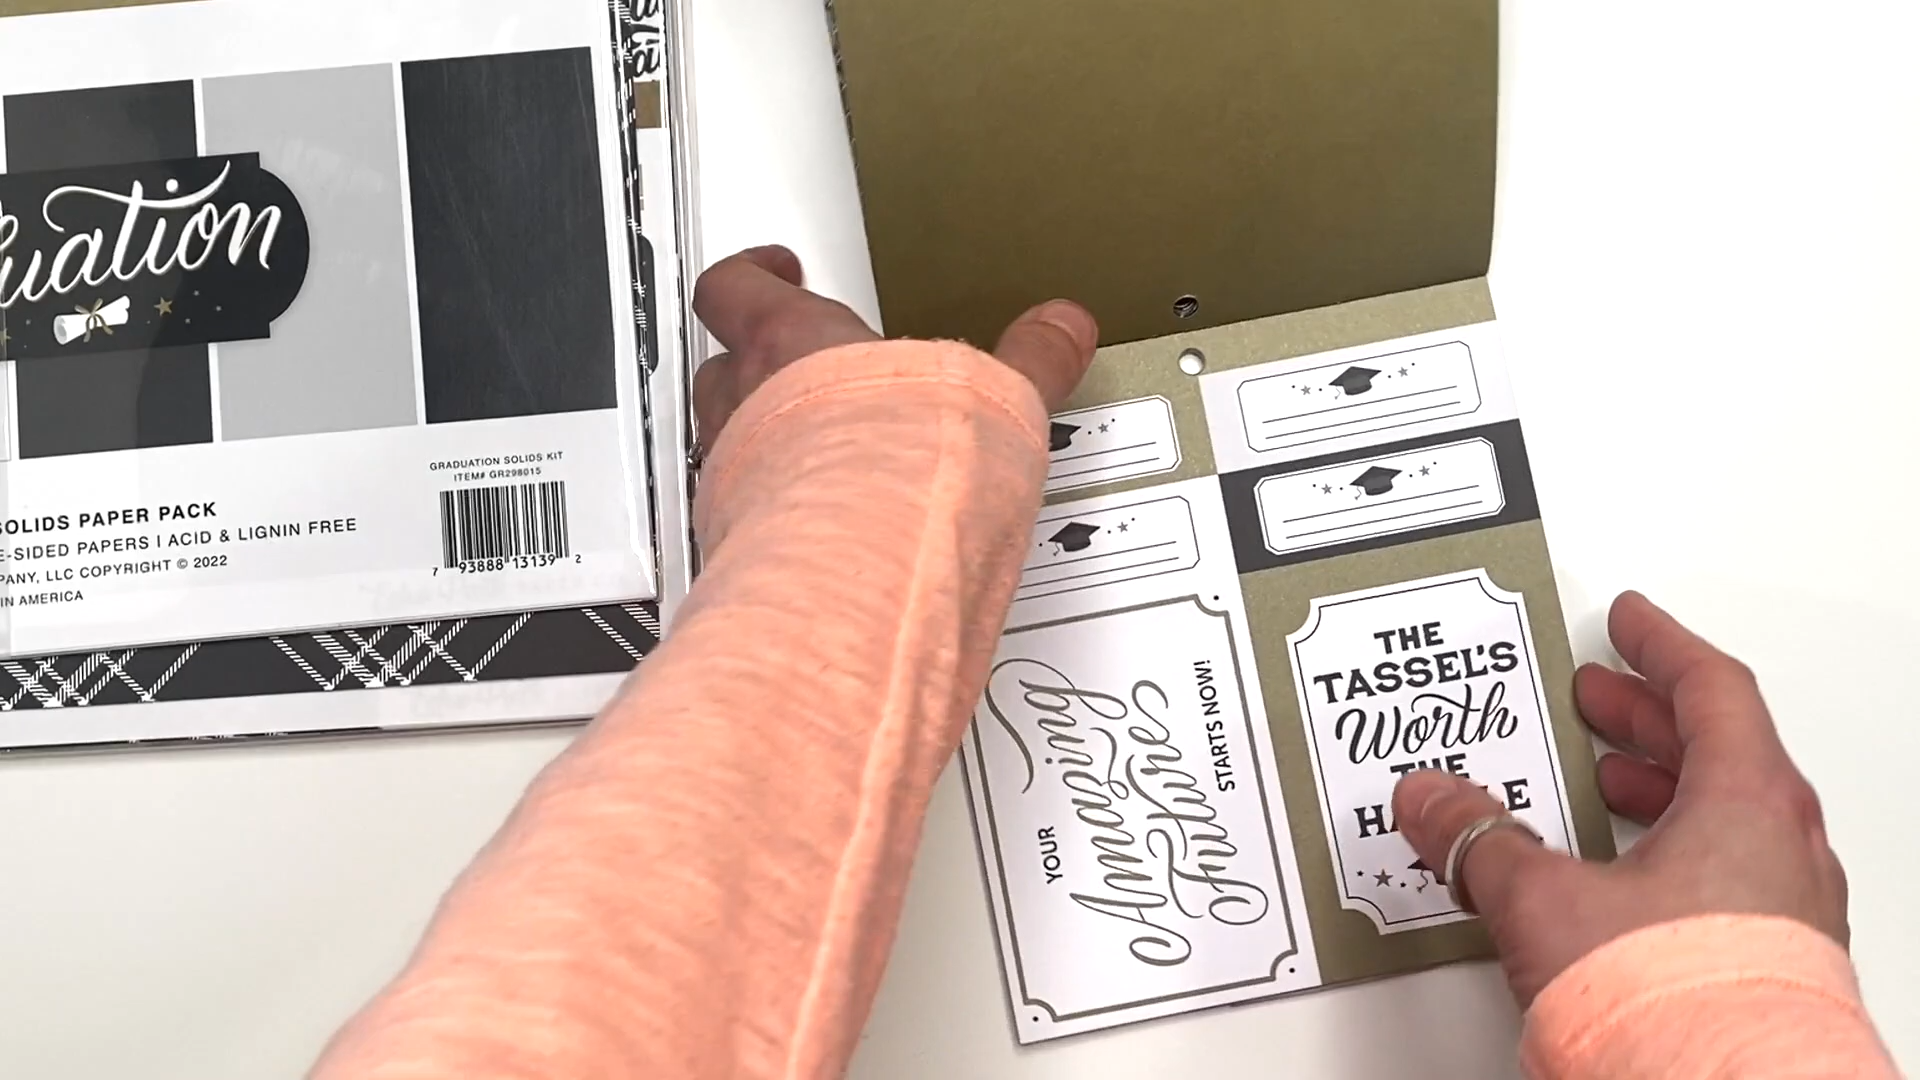 uation
GRADUATION SOLIDS KIT
ITEM# GR298015
7 93888 13139 2
SOLIDS PAPER PACK
E-SIDED PAPERS | ACID & LIGNIN FREE
PANY, LLC COPYRIGHT © 2022
IN AMERICA
YOUR
Amazing
Future
STARTS NOW!
THE
TASSEL'S
Worth
THE